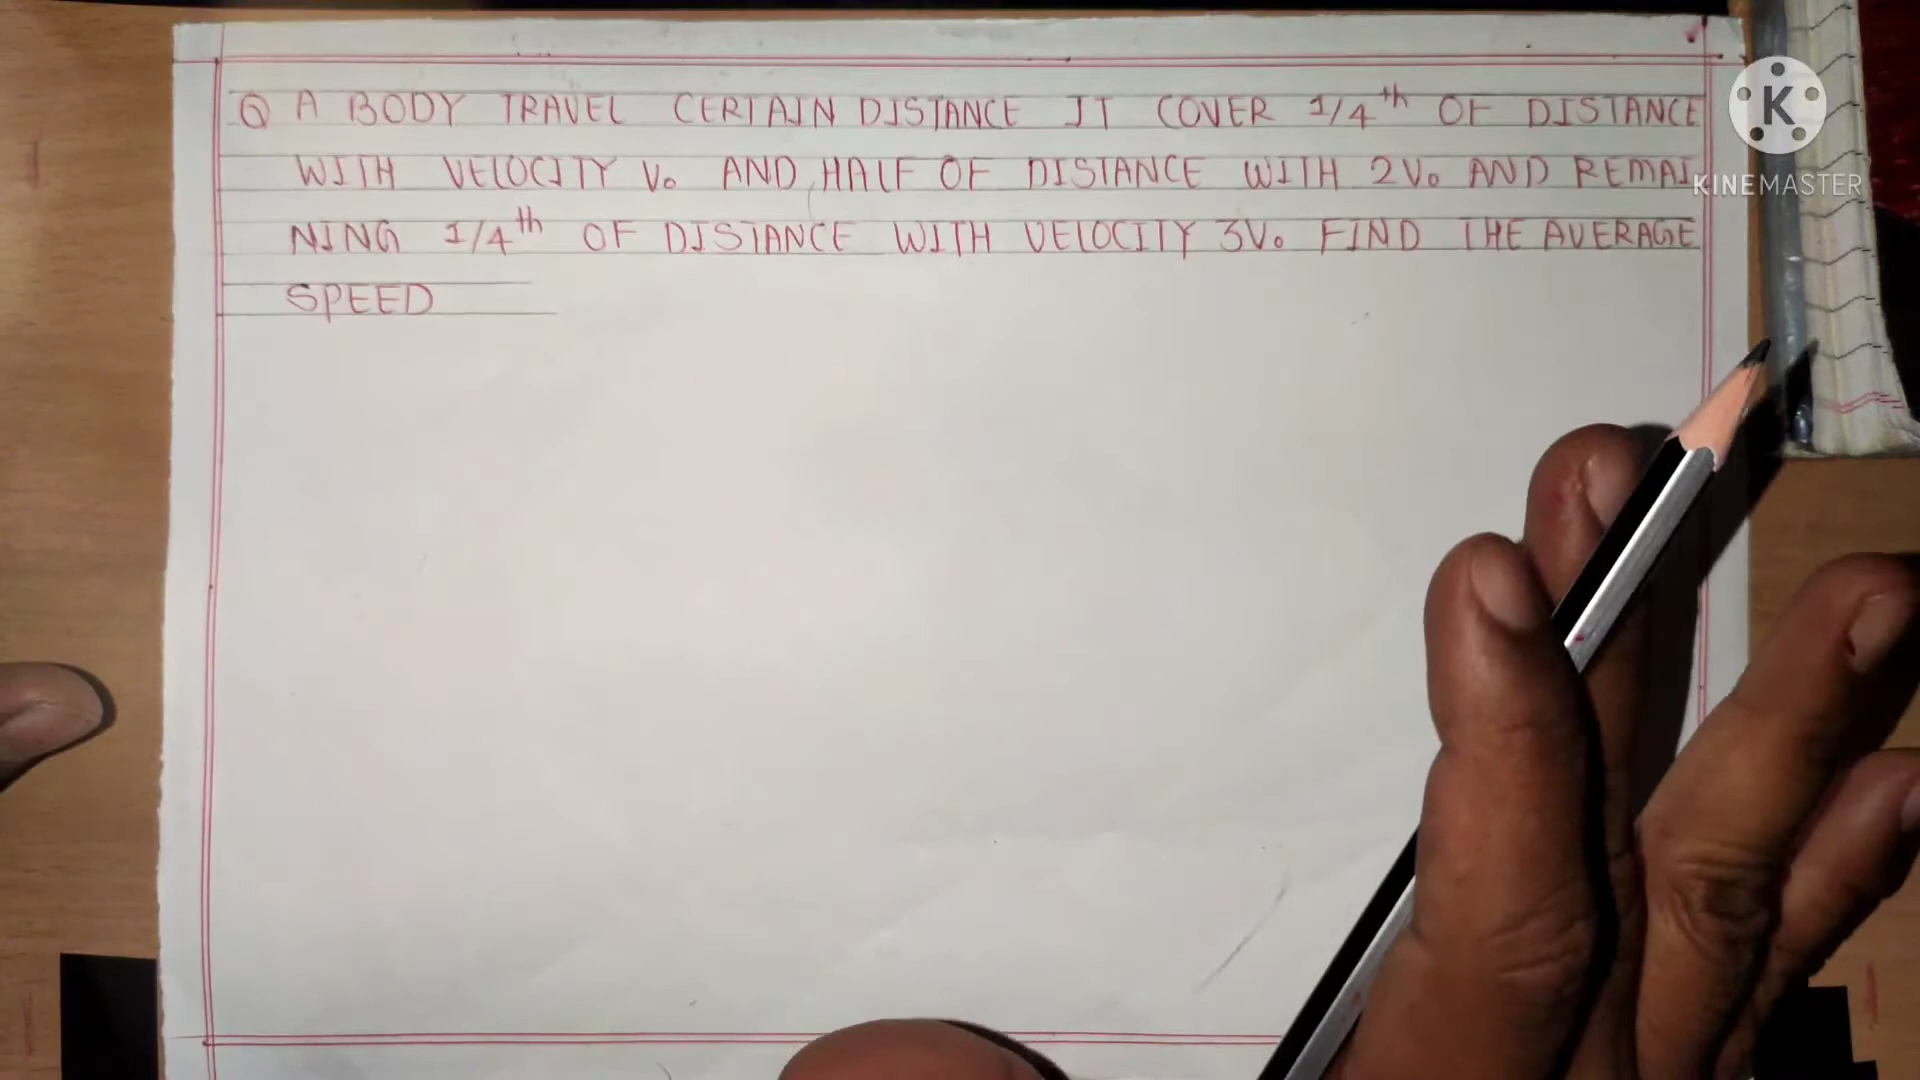 Q A BODY TRAVEL CERTAIN DISTANCE IT COVER 1/4th OF DISTANCE
WITH VELOCITY V₀ AND HALF OF DISTANCE WITH 2V₀ AND REMAI
NING 1/4th OF DISTANCE WITH VELOCITY 3V₀ FIND THE AVERAGE
SPEED
K
KINEMASTER